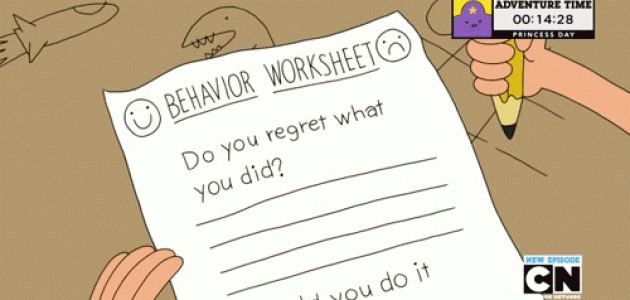 ADVENTURE TIME
00:14:28
PRINCESS DAY
BEHAVIOR WORKSHEET
Do you regret what
you did?
you do it
NEW EPISODE
CN